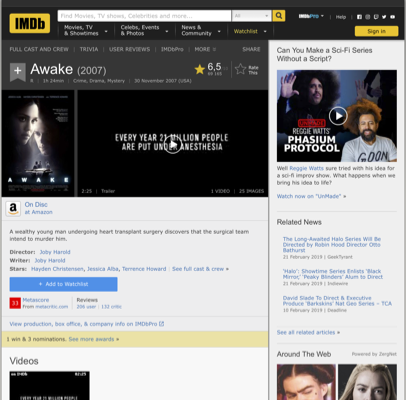 IMDb
Find Movies, TV shows, Celebrities and more...
All
IMDbPro
Help
Movies, TV
& Showtimes
Celebs, Events
& Photos
News &
Community
Watchlist
Sign in
FULL CAST AND CREW | TRIVIA | USER REVIEWS | IMDbPro | MORE
SHARE
Awake (2007)
1h 24min | Crime, Drama, Mystery | 30 November 2007 (USA)
6,5
Rate
This
AWAKE
EVERY YEAR 21 MILLION PEOPLE
ARE PUT UNDER ANESTHESIA
2:25 | Trailer
1 VIDEO | 25 IMAGES
On Disc
at Amazon
A wealthy young man undergoing heart transplant surgery discovers that the surgical team
intend to murder him.
Director: Joby Harold
Writer: Joby Harold
Stars: Hayden Christensen, Jessica Alba, Terrence Howard | See full cast & crew »
+ Add to Watchlist
Metascore
From metacritic.com
Reviews
208 user | 132 critic
View production, box office, & company info on IMDbPro
1 win & 3 nominations. See more awards »
Videos
02:25
EVERY YEAR 21 MILLION PEOPLE
Can You Make a Sci-Fi Series
Without a Script?
REGGIE WATTS'
PHASIUM
PROTOCOL
Well Reggie Watts sure tried with his idea for
a sci-fi improv show. What happens when we
bring his idea to life?
Watch now on "UnMade" »
Related News
The Long-Awaited Halo Series Will Be
Directed by Robin Hood Director Otto
Bathurst
21 February 2019 | GeekTyrant
'Halo': Showtime Series Enlists 'Black
Mirror,' 'Peaky Blinders' Alum to Direct
21 February 2019 | Indiewire
David Slade To Direct & Executive
Produce 'Barkskins' Nat Geo Series – TCA
10 February 2019 | Deadline
See all related articles »
Around The Web
Powered by ZergNet